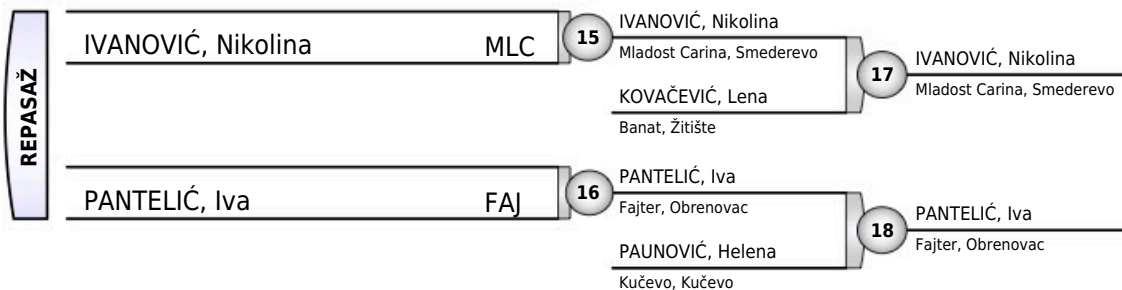 REPASAŽ
IVANOVIĆ, Nikolina MLC
15
IVANOVIĆ, Nikolina
Mladost Carina, Smederevo
KOVAČEVIĆ, Lena
Banat, Žitište
17
IVANOVIĆ, Nikolina
Mladost Carina, Smederevo
PANTELIĆ, Iva FAJ
16
PANTELIĆ, Iva
Fajter, Obrenovac
PAUNOVIĆ, Helena
Kučevo, Kučevo
18
PANTELIĆ, Iva
Fajter, Obrenovac